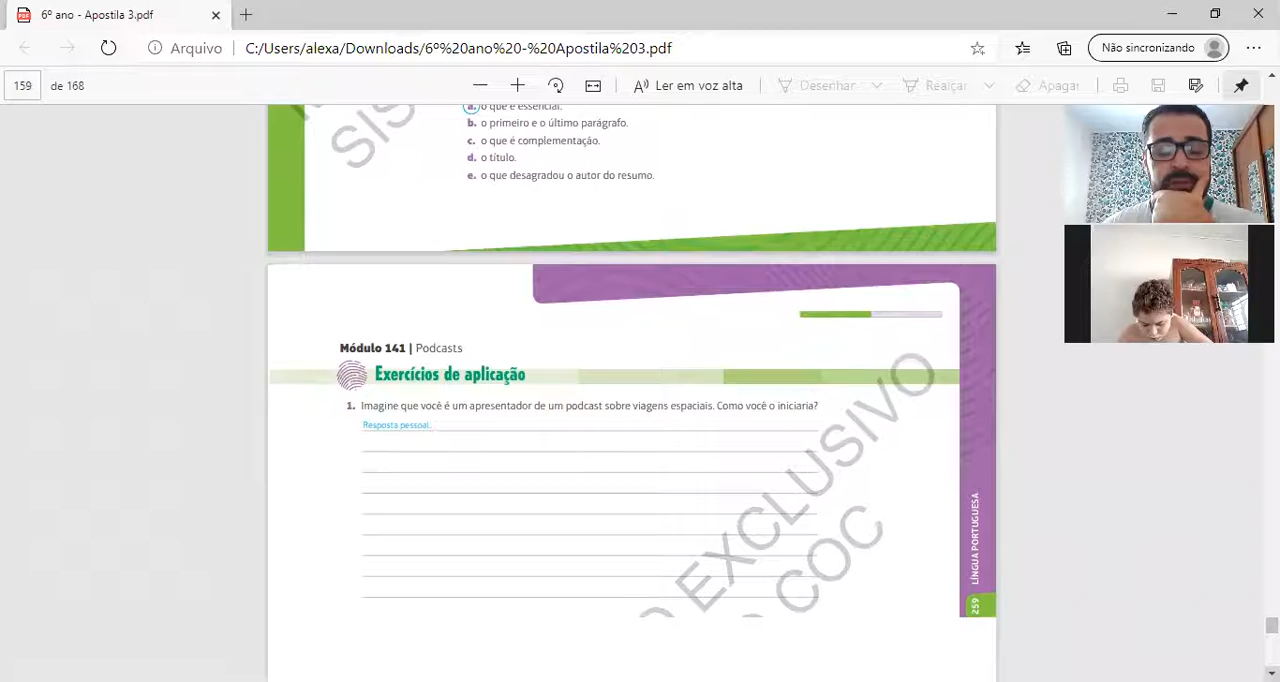 6º ano - Apostila 3.pdf
Arquivo
C:/Users/alexa/Downloads/6º%20ano%20-%20Apostila%203.pdf
Não sincronizando
159 de 168
Ler em voz alta
Desenhar
Realçar
Apagar
a. o que é essencial.
b. o primeiro e o último parágrafo.
c. o que é complementação.
d. o título.
e. o que desagradou o autor do resumo.
SIS
Módulo 141 | Podcasts
Exercícios de aplicação
1. Imagine que você é um apresentador de um podcast sobre viagens espaciais. Como você o iniciaria?
Resposta pessoal.
O EXCLUSIVO
O COC
LÍNGUA PORTUGUESA
259